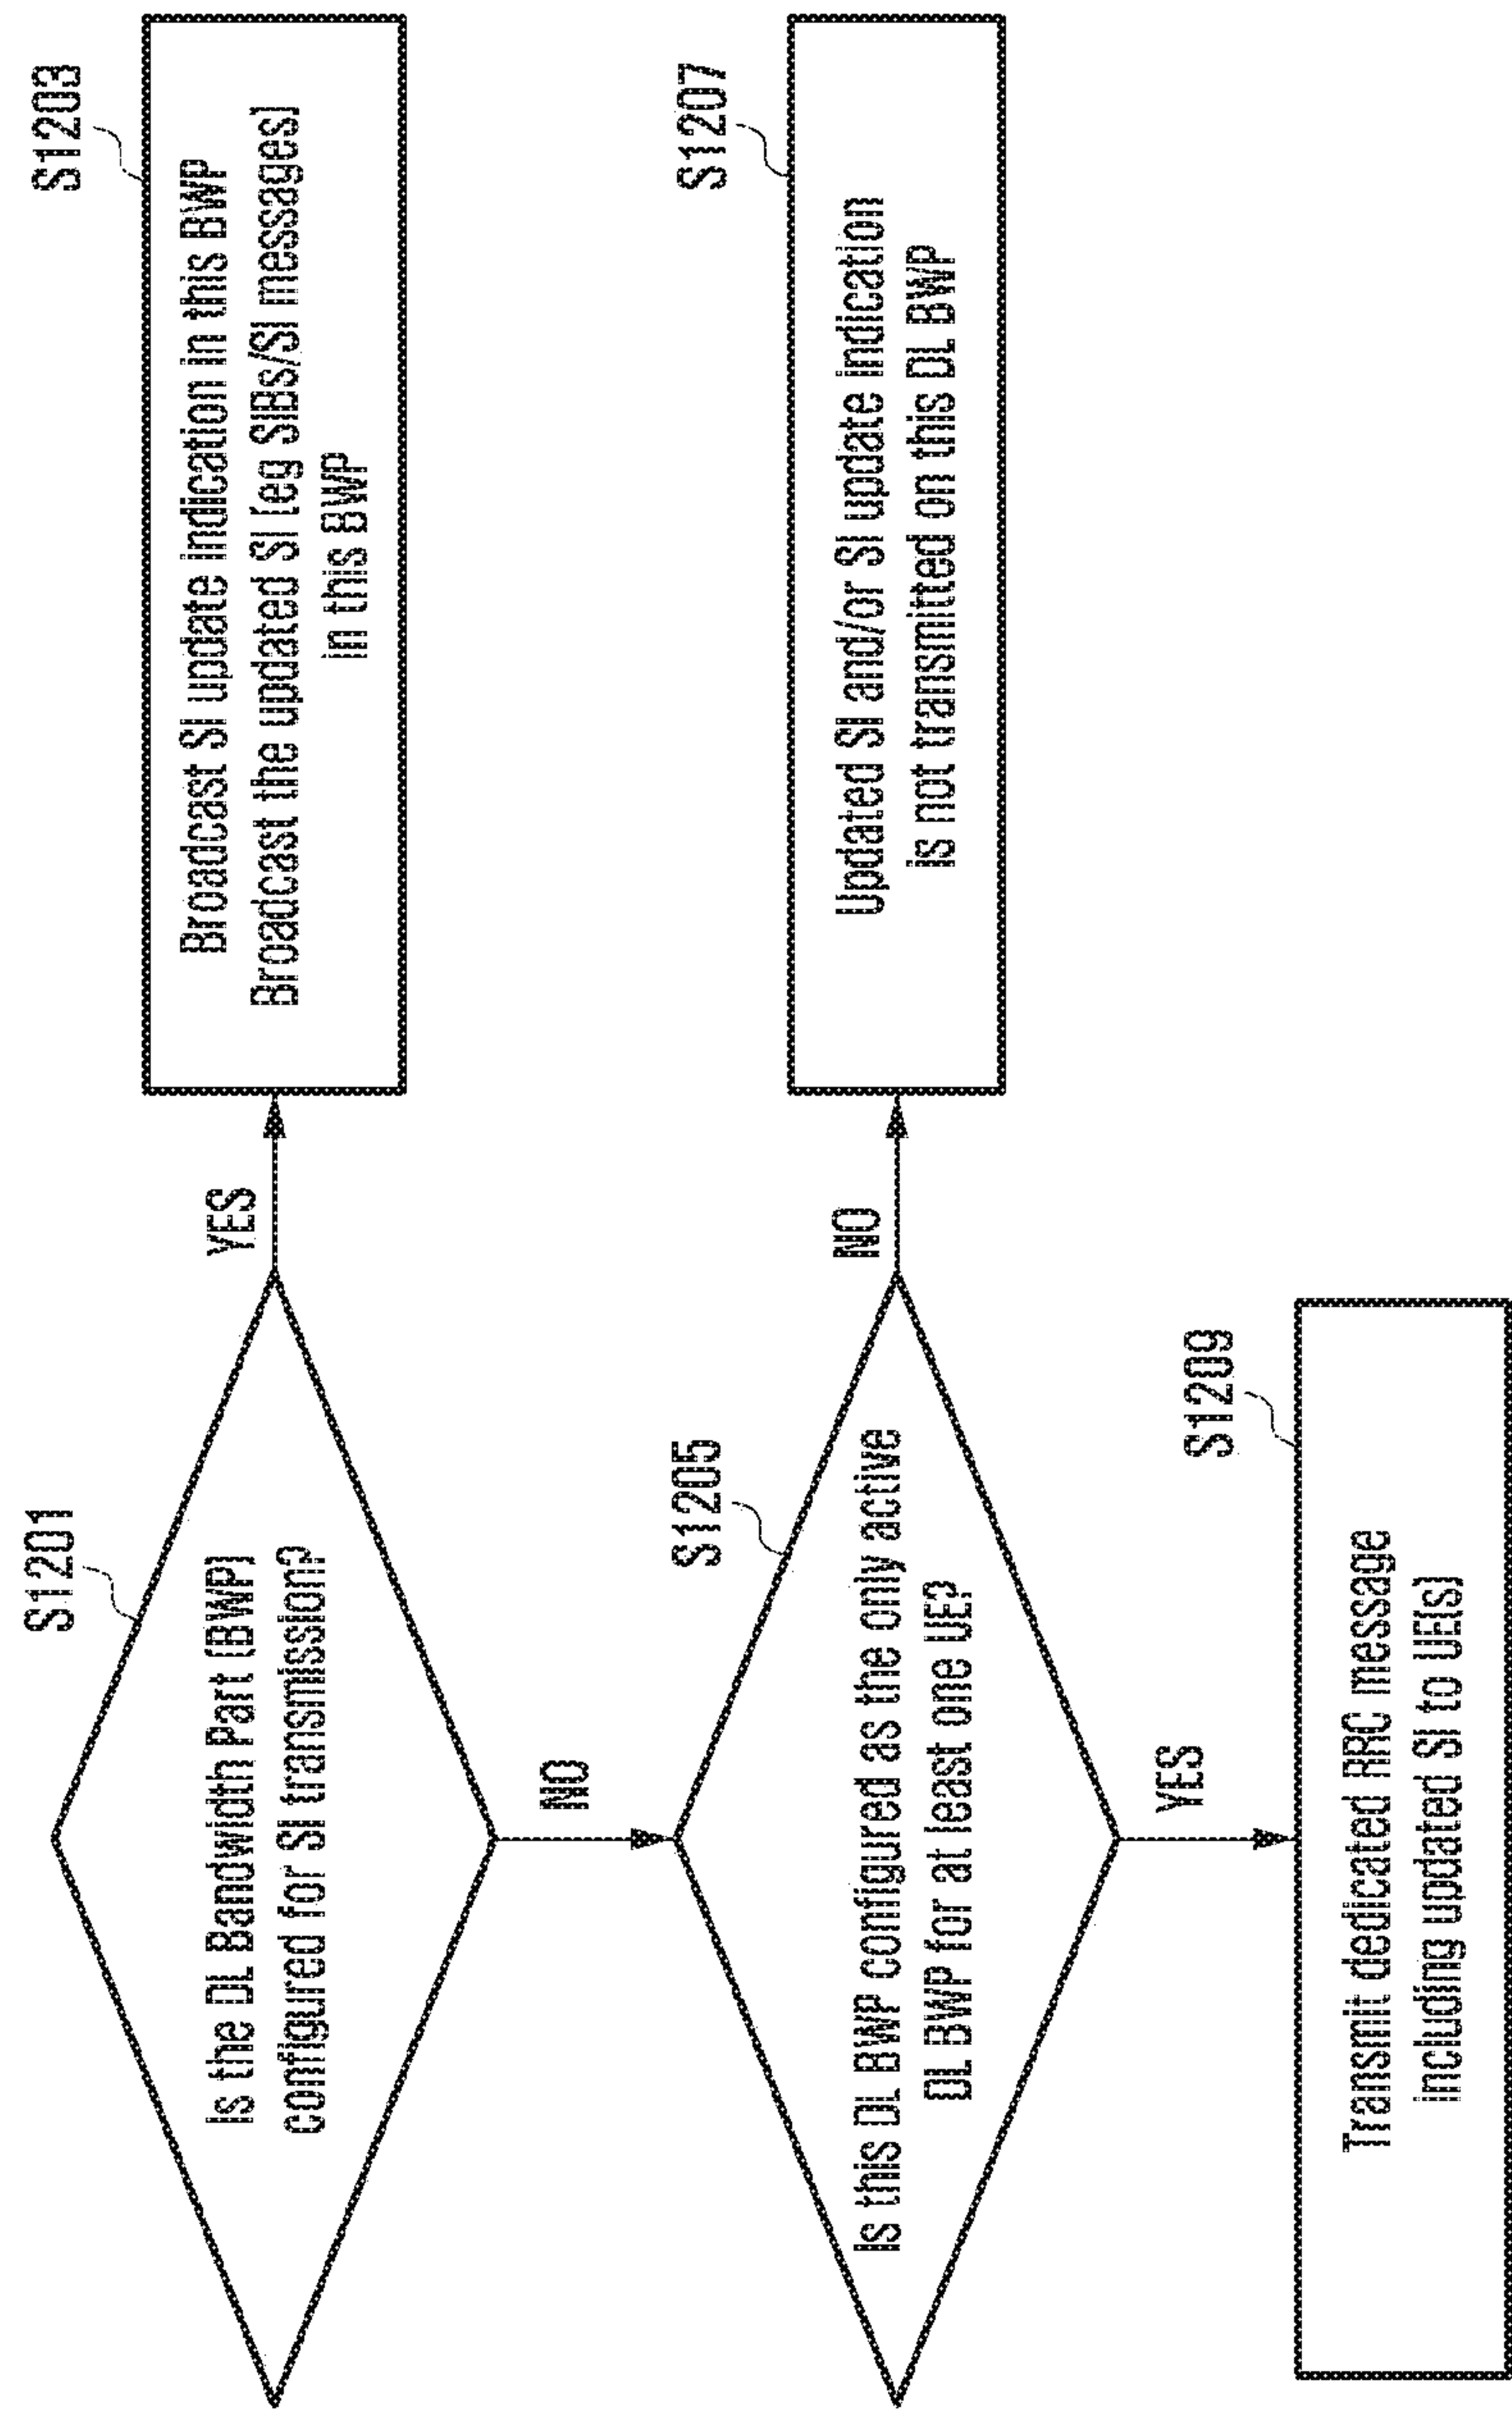 S1201
Is the DL Bandwidth Part (BWP)
configured for SI transmission?
YES
S1203
Broadcast SI update indication in this BWP
Broadcast the updated SI (eg SIBs/SI messages)
in this BWP
NO
S1205
Is this DL BWP configured as the only active
DL BWP for at least one UE?
NO
S1207
Updated SI and/or SI update indication
is not transmitted on this DL BWP
YES
S1209
Transmit dedicated RRC message
including updated SI to UE(s)